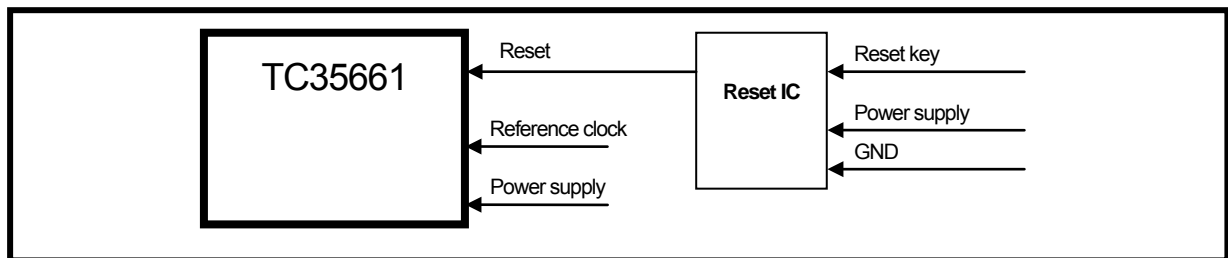 TC35661
Reset
Reference clock
Power supply
Reset IC
Reset key
Power supply
GND